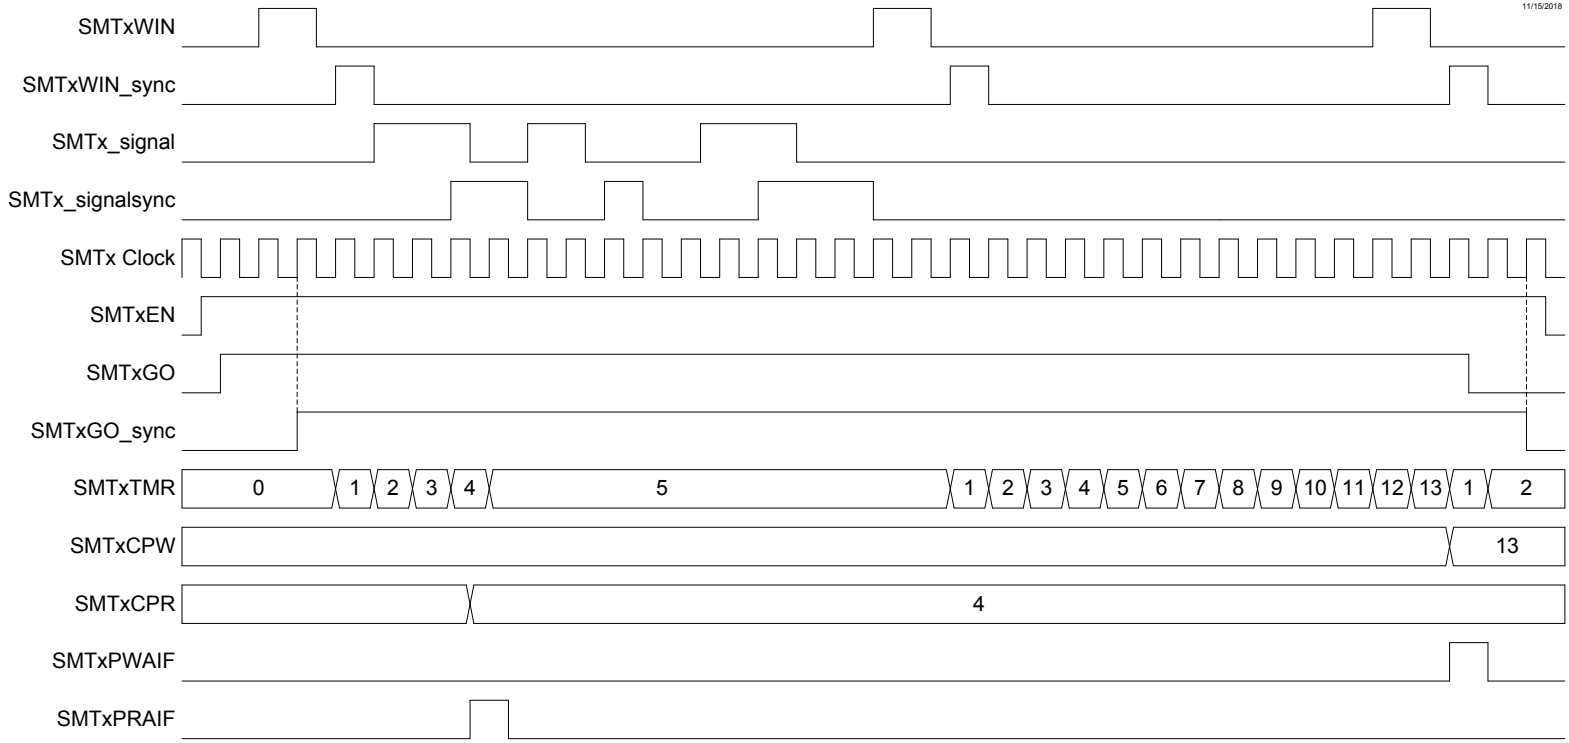 11/15/2018
SMTxWIN
SMTxWIN_sync
SMTx_signal
SMTx_signalsync
SMTx Clock
SMTxEN
SMTxGO
SMTxGO_sync
SMTxTMR 0 1 2 3 4 5 1 2 3 4 5 6 7 8 9 10 11 12 13 1 2
SMTxCPW 13
SMTxCPR 4
SMTxPWAIF
SMTxPRAIF